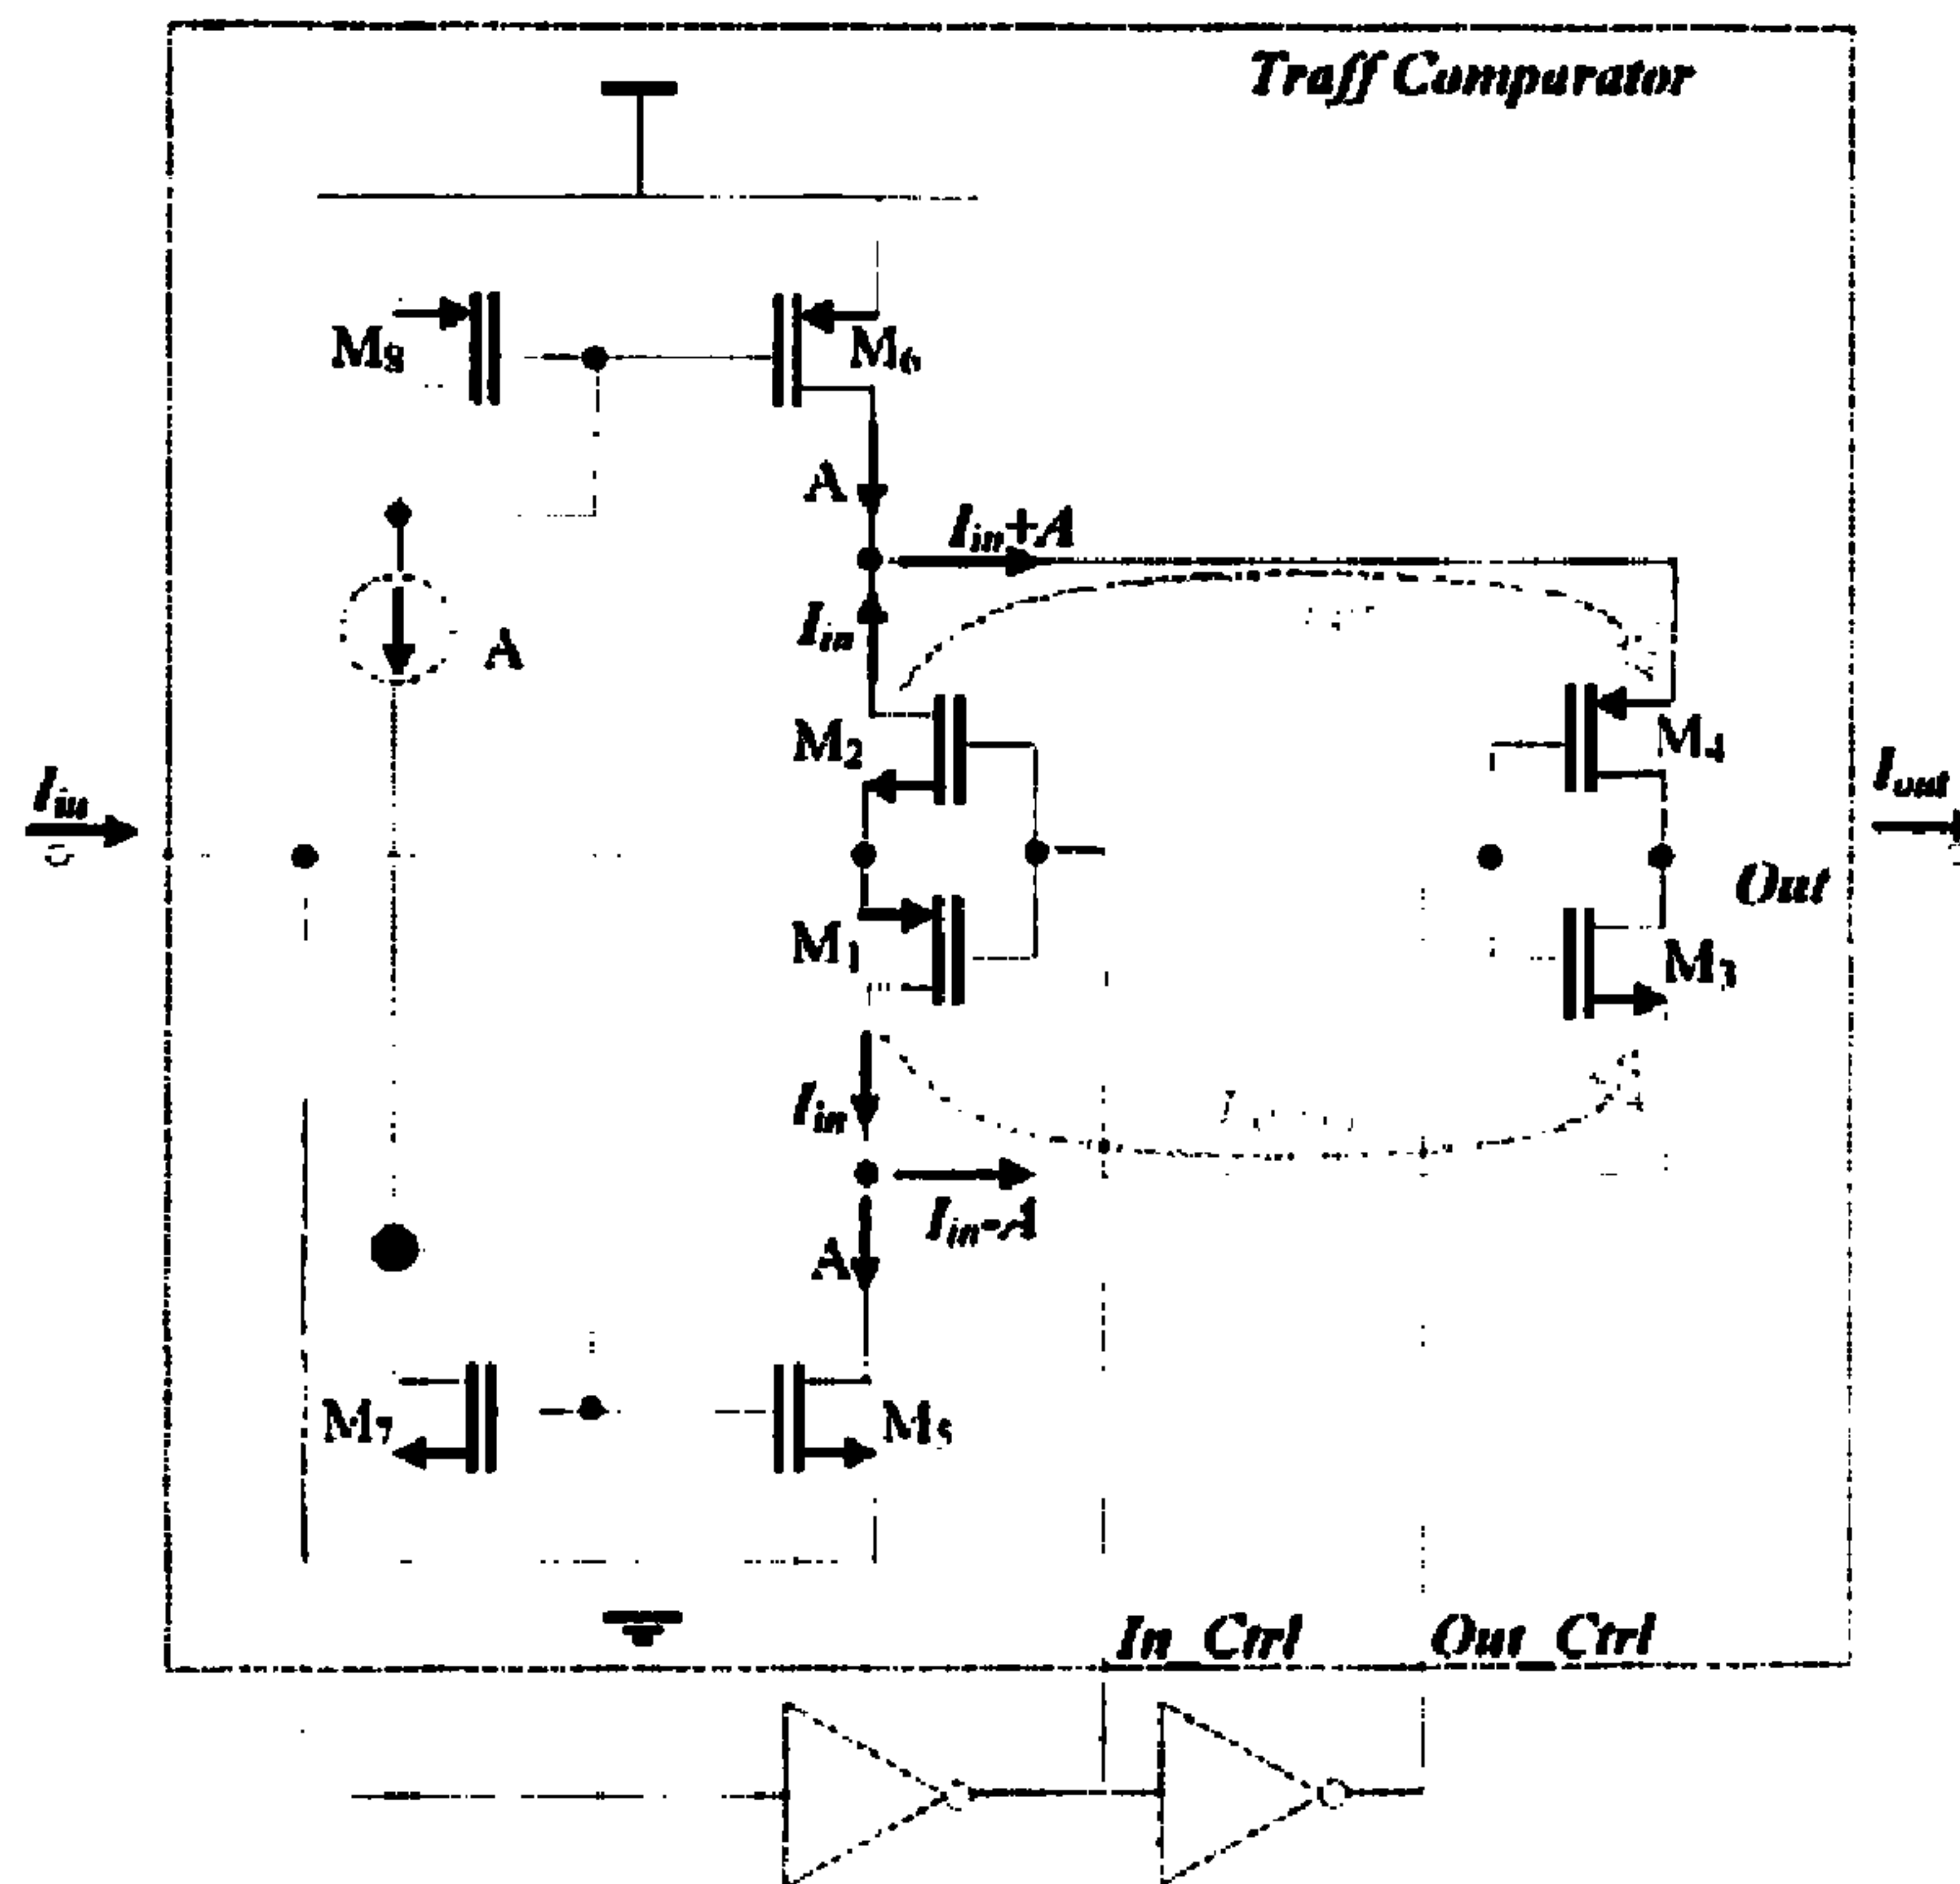 Traff Comparator
M8
M6
A
Iin+A
Iin
A
M2
M4
Iin
Iout
Out
M1
M3
Iin
Iin-A
A
M7
M5
In_Ctrl
Out_Ctrl